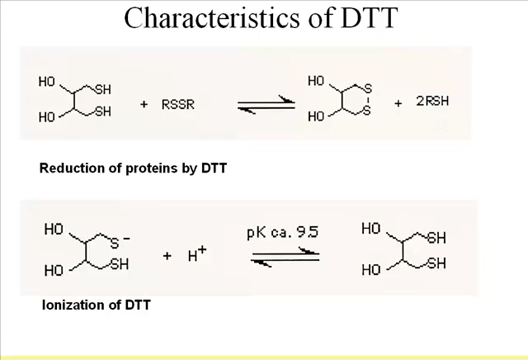 Characteristics of DTT
HO SH
HO SH + RSSR HO S
HO S + 2RSH
Reduction of proteins by DTT
HO S⁻
HO SH + H⁺ pK ca. 9.5 HO SH
HO SH
Ionization of DTT